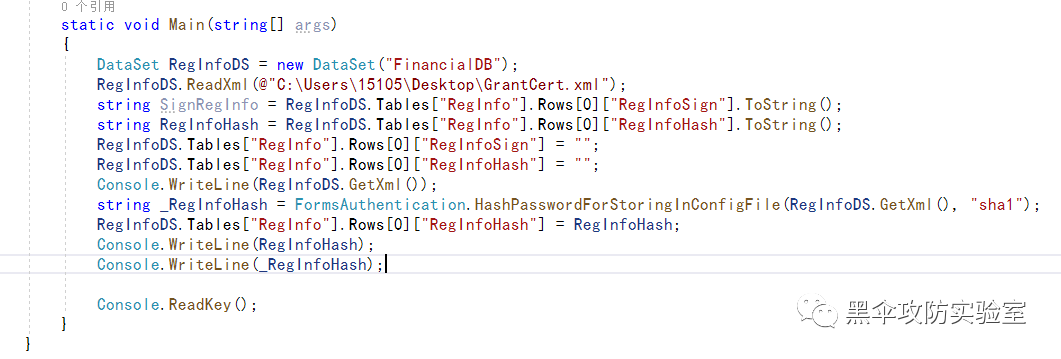 0 个引用
static void Main(string[] args)
{
DataSet RegInfoDS = new DataSet("FinancialDB");
RegInfoDS.ReadXml(@"C:\Users\15105\Desktop\GrantCert.xml");
string SignRegInfo = RegInfoDS.Tables["RegInfo"].Rows[0]["RegInfoSign"].ToString();
string RegInfoHash = RegInfoDS.Tables["RegInfo"].Rows[0]["RegInfoHash"].ToString();
RegInfoDS.Tables["RegInfo"].Rows[0]["RegInfoSign"] = "";
RegInfoDS.Tables["RegInfo"].Rows[0]["RegInfoHash"] = "";
Console.WriteLine(RegInfoDS.GetXml());
string _RegInfoHash = FormsAuthentication.HashPasswordForStoringInConfigFile(RegInfoDS.GetXml(), "sha1");
RegInfoDS.Tables["RegInfo"].Rows[0]["RegInfoHash"] = RegInfoHash;
Console.WriteLine(RegInfoHash);
Console.WriteLine(_RegInfoHash);
Console.ReadKey();
}
}
黑伞攻防实验室